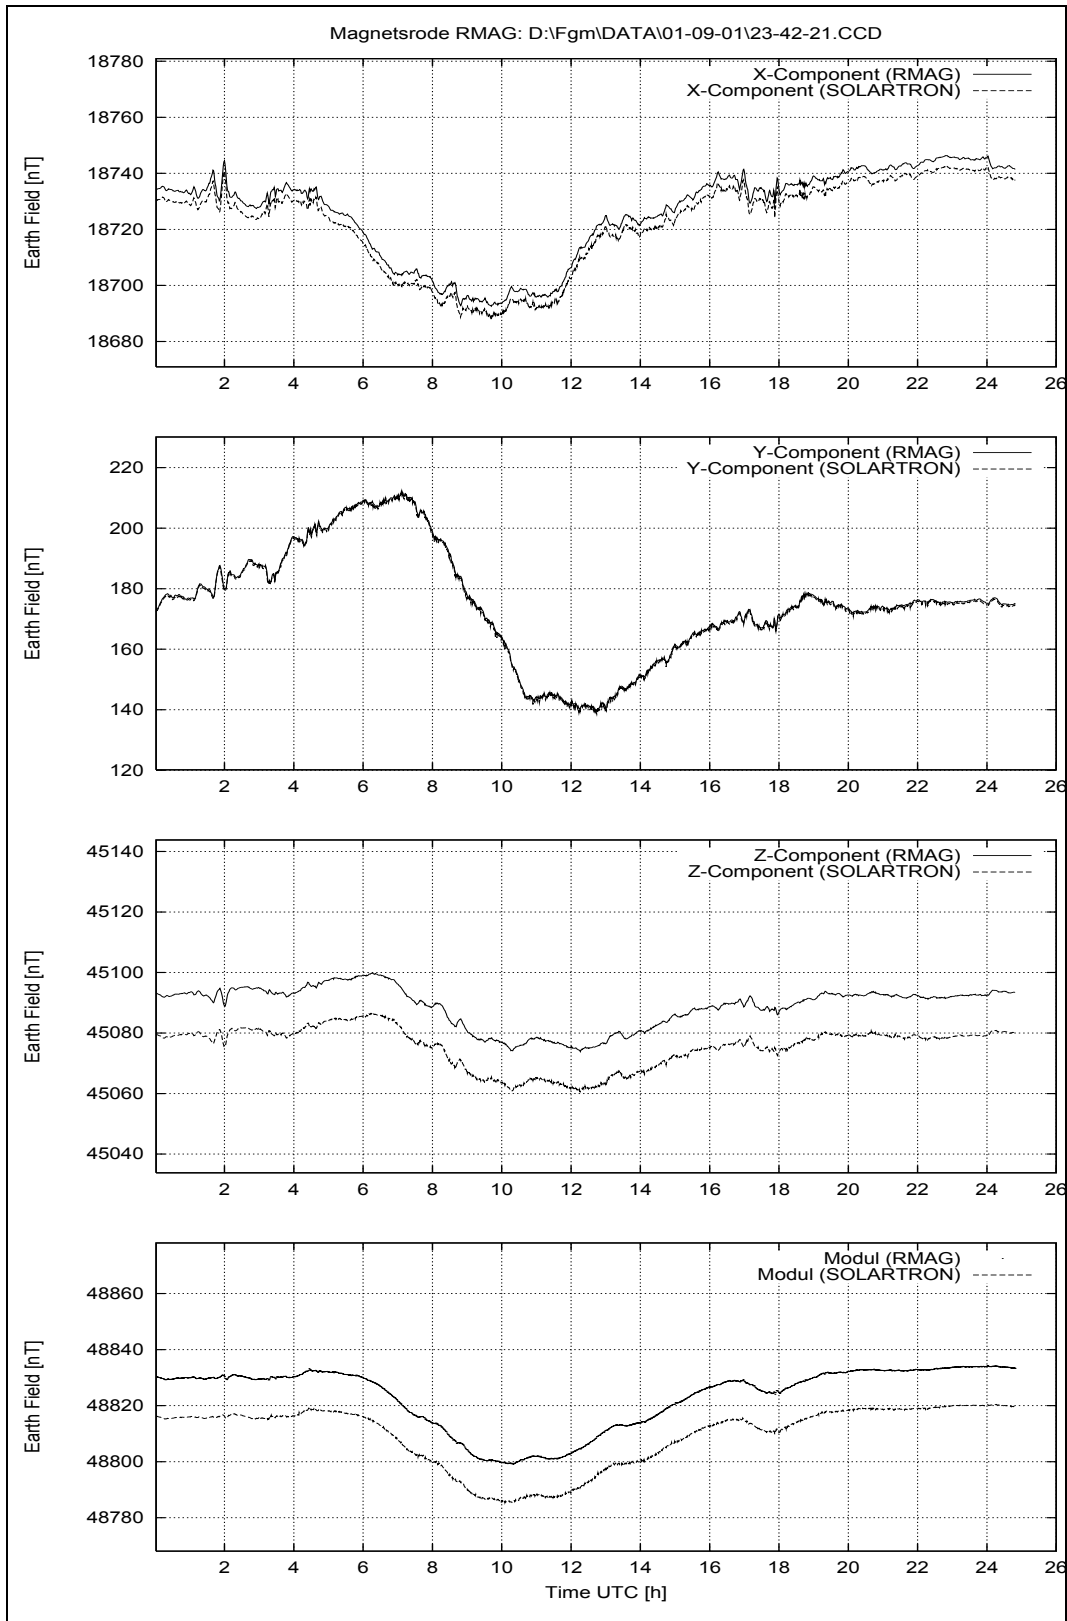 Magnetsrode RMAG: D:\Fgm\DATA\01-09-01\23-42-21.CCD
18780
X-Component (RMAG)
X-Component (SOLARTRON)
18760
18740
18720
18700
18680
Earth Field [nT]
2 4 6 8 10 12 14 16 18 20 22 24 26
Y-Component (RMAG)
Y-Component (SOLARTRON)
220
200
180
160
140
120
Earth Field [nT]
2 4 6 8 10 12 14 16 18 20 22 24 26
45140
Z-Component (RMAG)
Z-Component (SOLARTRON)
45120
45100
45080
45060
45040
Earth Field [nT]
2 4 6 8 10 12 14 16 18 20 22 24 26
Modul (RMAG)
Modul (SOLARTRON)
48860
48840
48820
48800
48780
Earth Field [nT]
2 4 6 8 10 12 14 16 18 20 22 24 26
Time UTC [h]